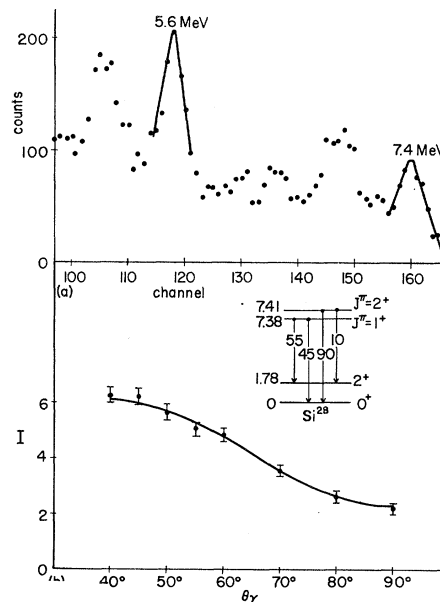 5.6 MeV
200
counts
100
7.4 MeV
0
100 110 120 130 140 150 160
(a) channel
7.41 J^π=2⁺
7.38 J^π=1⁺
55 45 90 10
1.78 2⁺
0 0⁺
Si²⁸
6
I
4
2
40° 50° 60° 70° 80° 90°
θγ